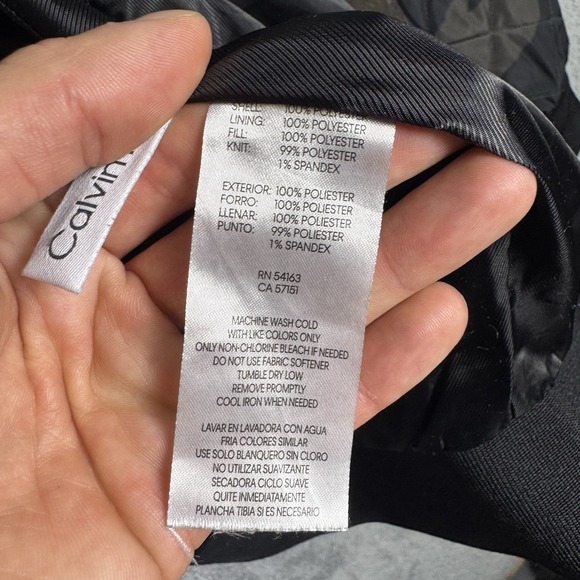 SHELL: 100% POLYESTER
LINING: 100% POLYESTER
FILL: 100% POLYESTER
KNIT: 99% POLYESTER
1% SPANDEX
EXTERIOR: 100% POLIESTER
FORRO: 100% POLIESTER
LLENAR: 100% POLIESTER
PUNTO: 99% POLIESTER
1% SPANDEX
RN 54163
CA 57151
MACHINE WASH COLD
WITH LIKE COLORS ONLY
ONLY NON-CHLORINE BLEACH IF NEEDED
DO NOT USE FABRIC SOFTENER
TUMBLE DRY LOW
REMOVE PROMPTLY
COOL IRON WHEN NEEDED
LAVAR EN LAVADORA CON AGUA
FRIA COLORES SIMILAR
USE SOLO BLANQUERO SIN CLORO
NO UTILIZAR SUAVIZANTE
SECADORA CICLO SUAVE
QUITE INMEDIATAMENTE
PLANCHA TIBIA SI ES NECESARIO
Calvin